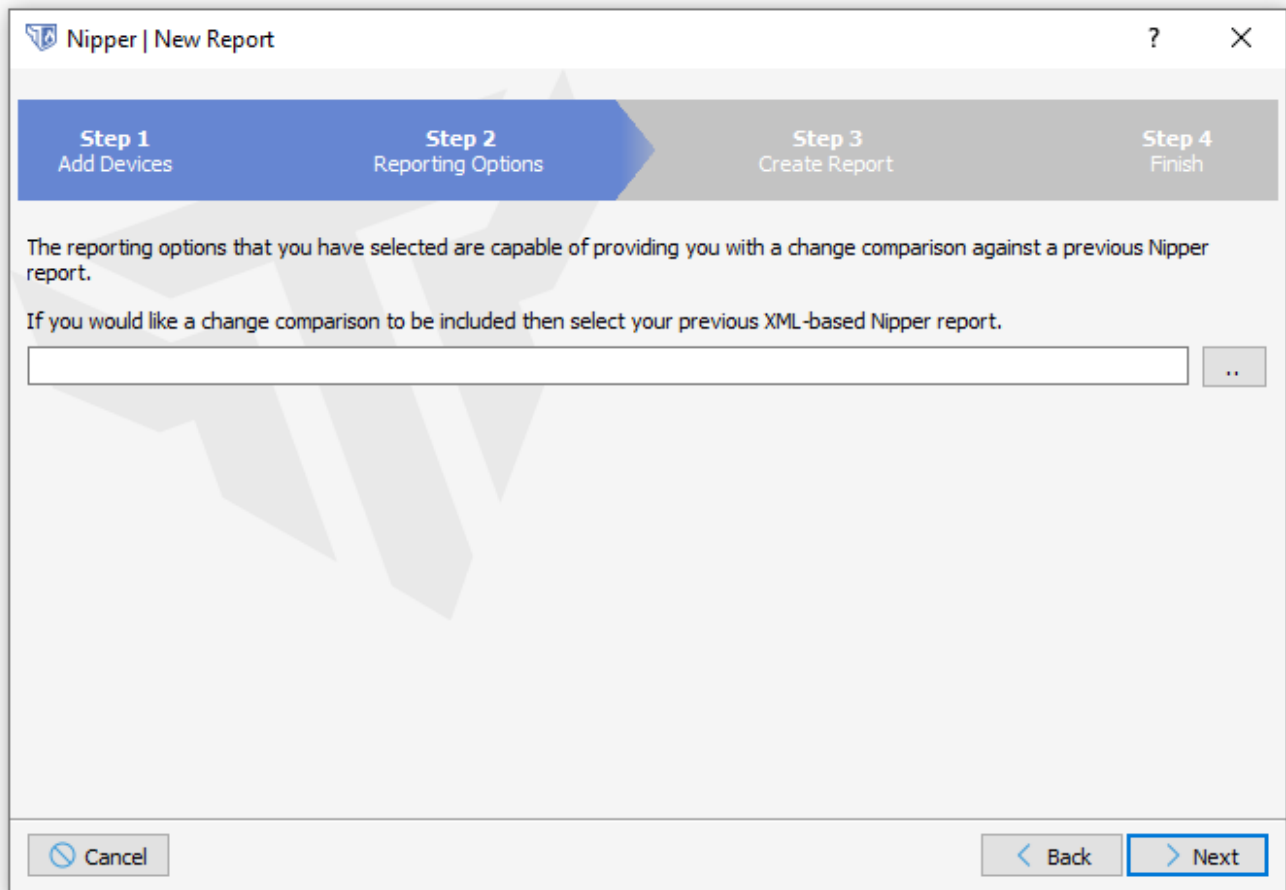 Nipper | New Report
?
Step 1
Add Devices
Step 2
Reporting Options
Step 3
Create Report
Step 4
Finish
The reporting options that you have selected are capable of providing you with a change comparison against a previous Nipper
report.
If you would like a change comparison to be included then select your previous XML-based Nipper report.
..
Cancel
Back
Next